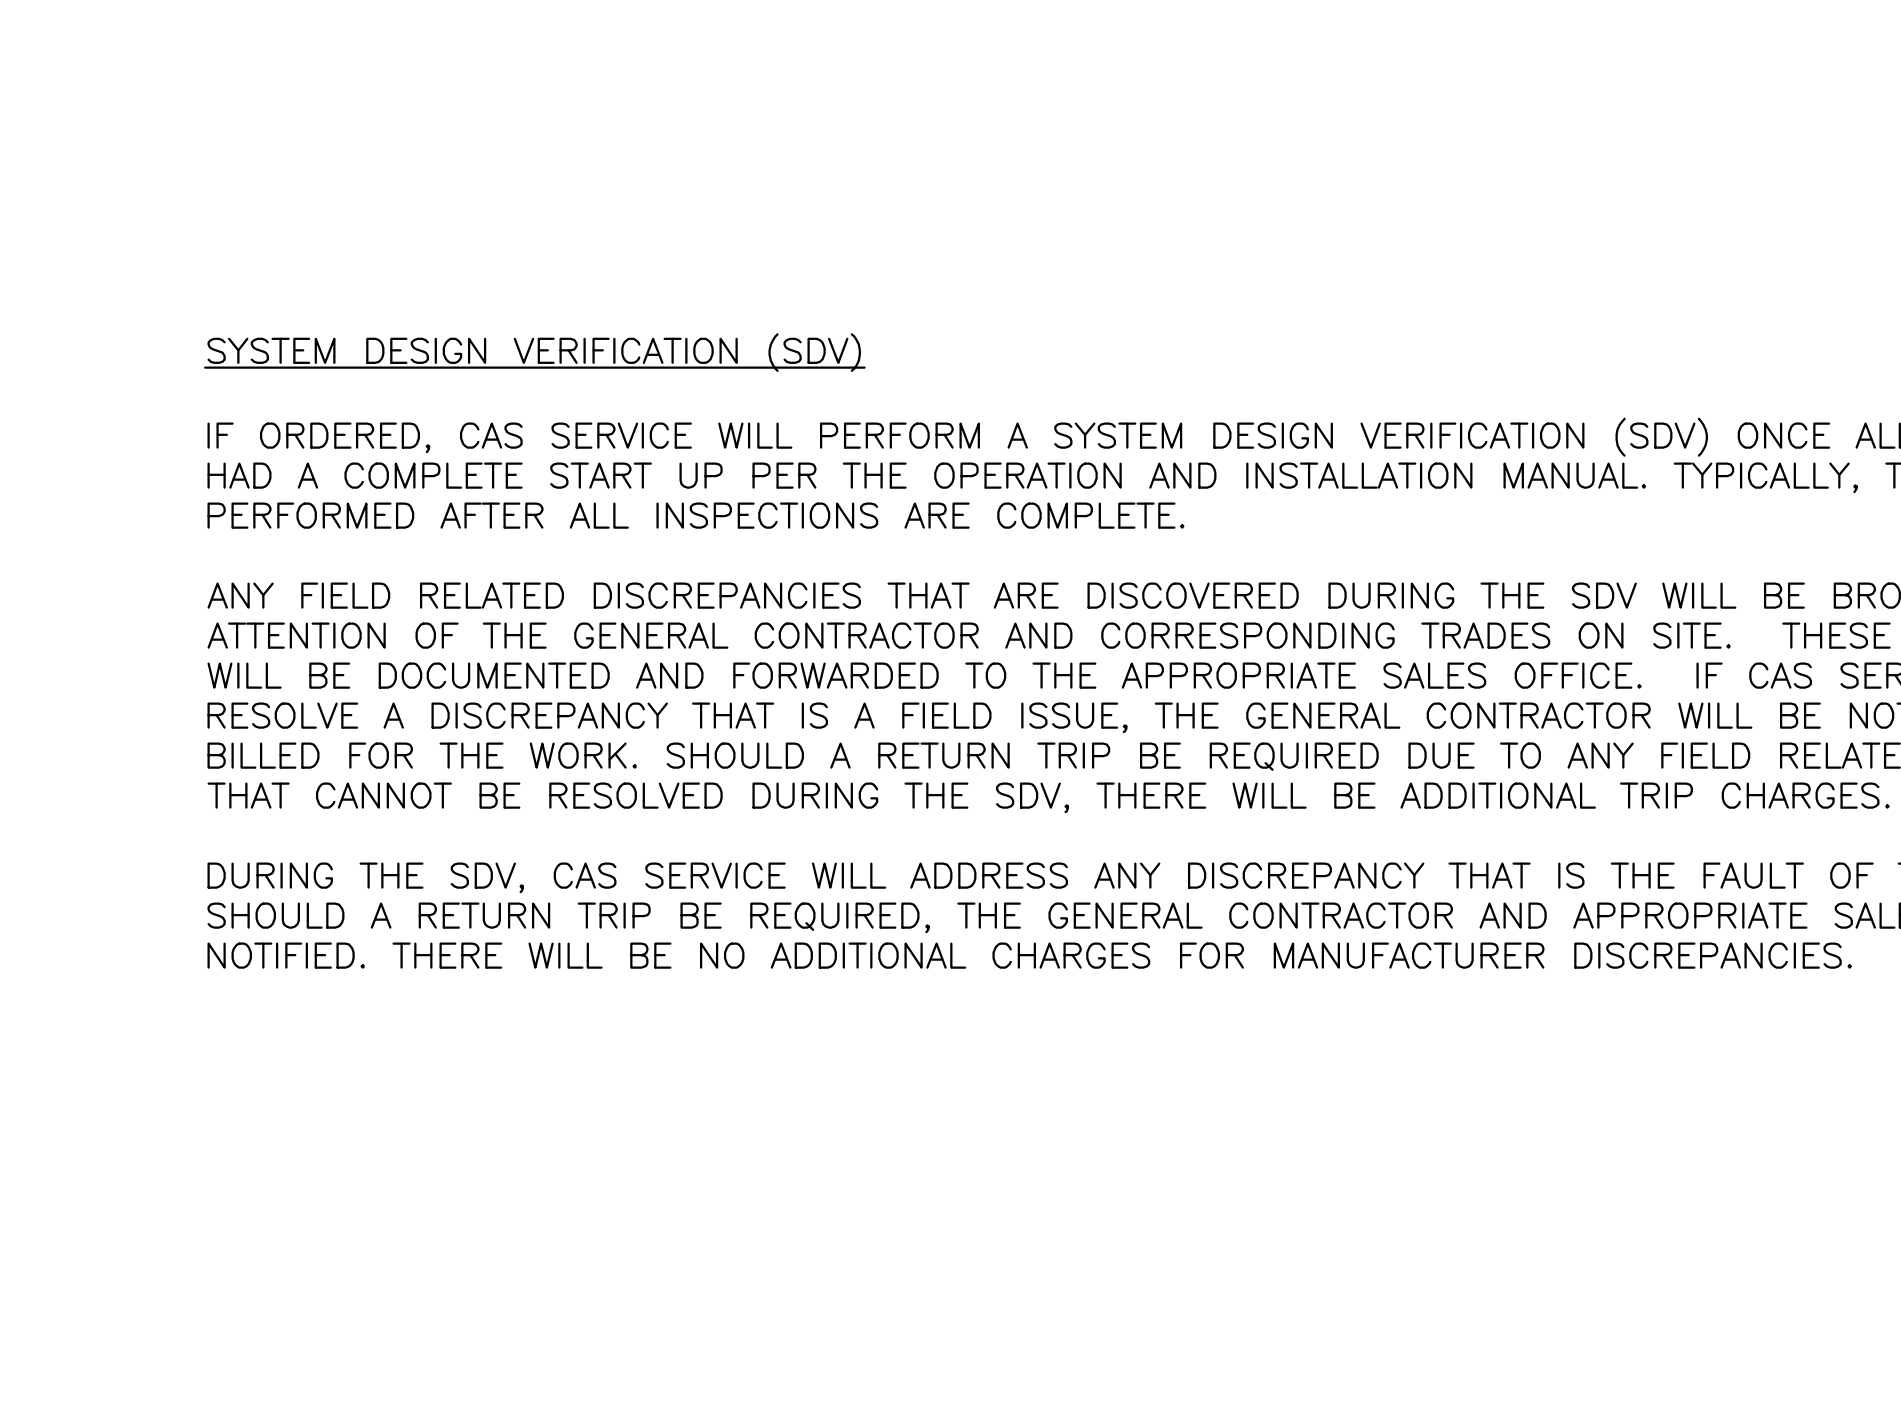 SYSTEM DESIGN VERIFICATION (SDV)
IF ORDERED, CAS SERVICE WILL PERFORM A SYSTEM DESIGN VERIFICATION (SDV) ONCE
HAD A COMPLETE START UP PER THE OPERATION AND INSTALLATION MANUAL. TYPICALLY,
PERFORMED AFTER ALL INSPECTIONS ARE COMPLETE.
ANY FIELD RELATED DISCREPANCIES THAT ARE DISCOVERED DURING THE SDV WILL BE
ATTENTION OF THE GENERAL CONTRACTOR AND CORRESPONDING TRADES ON SITE. THESE
WILL BE DOCUMENTED AND FORWARDED TO THE APPROPRIATE SALES OFFICE. IF CAS
RESOLVE A DISCREPANCY THAT IS A FIELD ISSUE, THE GENERAL CONTRACTOR WILL BE
BILLED FOR THE WORK. SHOULD A RETURN TRIP BE REQUIRED DUE TO ANY FIELD
THAT CANNOT BE RESOLVED DURING THE SDV, THERE WILL BE ADDITIONAL TRIP CHARGES.
DURING THE SDV, CAS SERVICE WILL ADDRESS ANY DISCREPANCY THAT IS THE FAULT OF
SHOULD A RETURN TRIP BE REQUIRED, THE GENERAL CONTRACTOR AND APPROPRIATE
NOTIFIED. THERE WILL BE NO ADDITIONAL CHARGES FOR MANUFACTURER DISCREPANCIES.